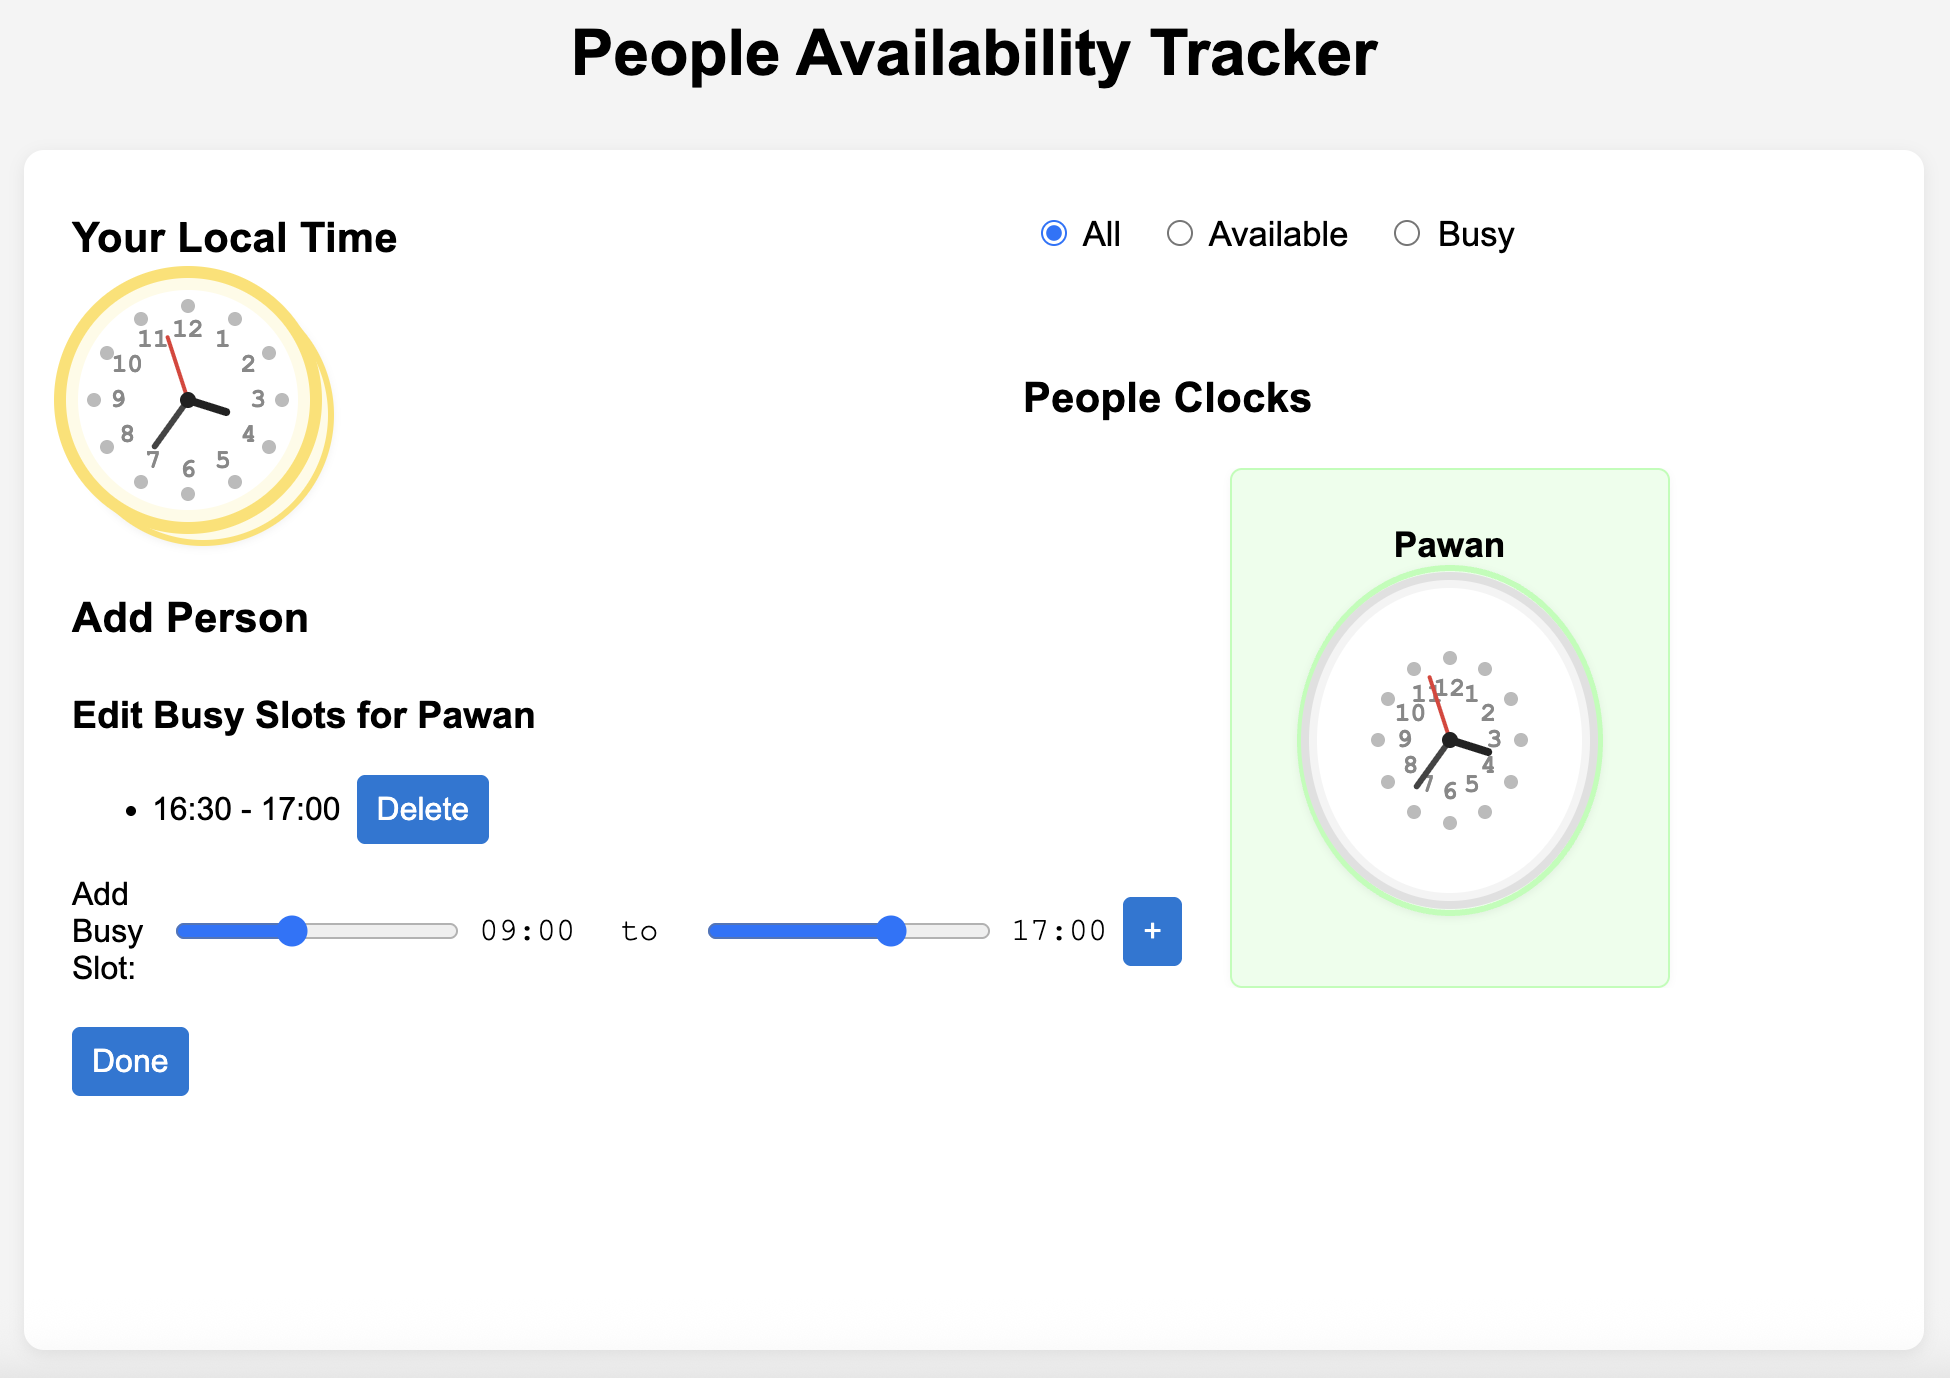 People Availability Tracker
Your Local Time
All Available Busy
12
11 1
10 2
9 3
8 4
7 5
6
People Clocks
Pawan
12
11 1
10 2
9 3
8 4
7 5
6
Add Person
Edit Busy Slots for Pawan
• 16:30 - 17:00 Delete
Add
Busy
Slot:
09:00 to 17:00 +
Done